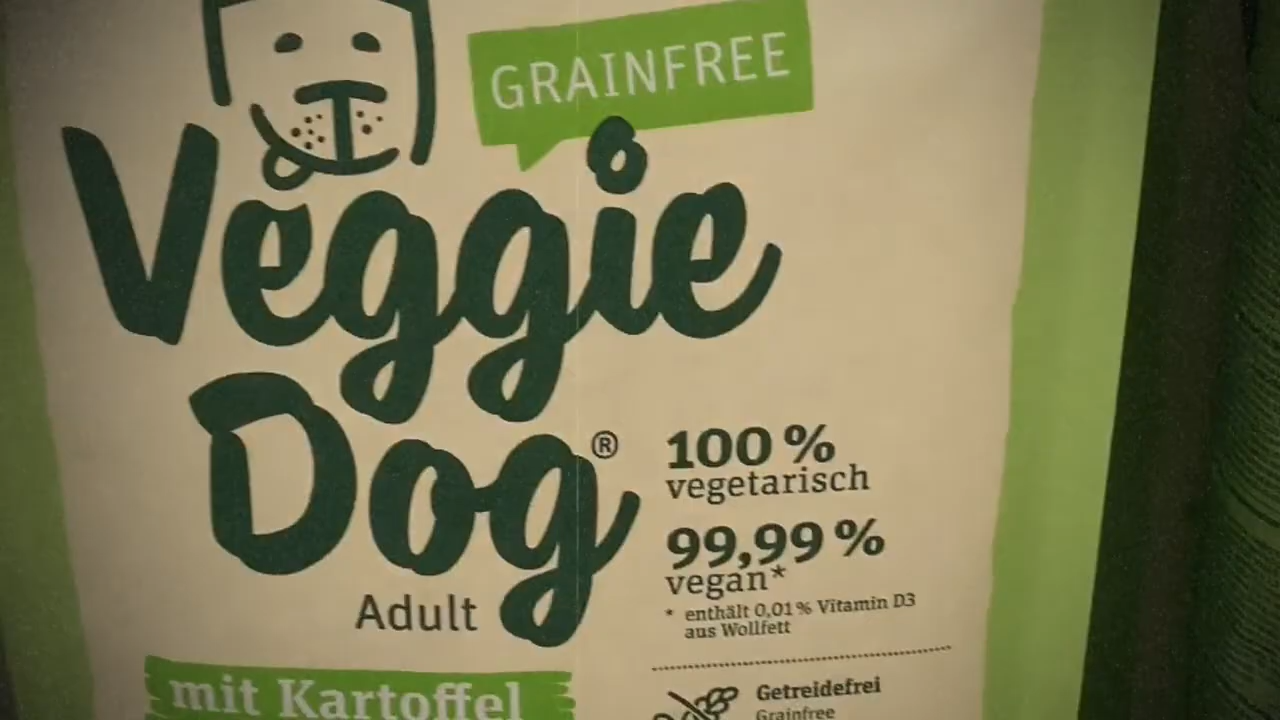 GRAINFREE
Veggie
Dog®
Adult
100 %
vegetarisch
99,99 %
vegan*
* enthält 0,01 % Vitamin D3
aus Wollfett
mit Kartoffel
Getreidefrei
Grainfree